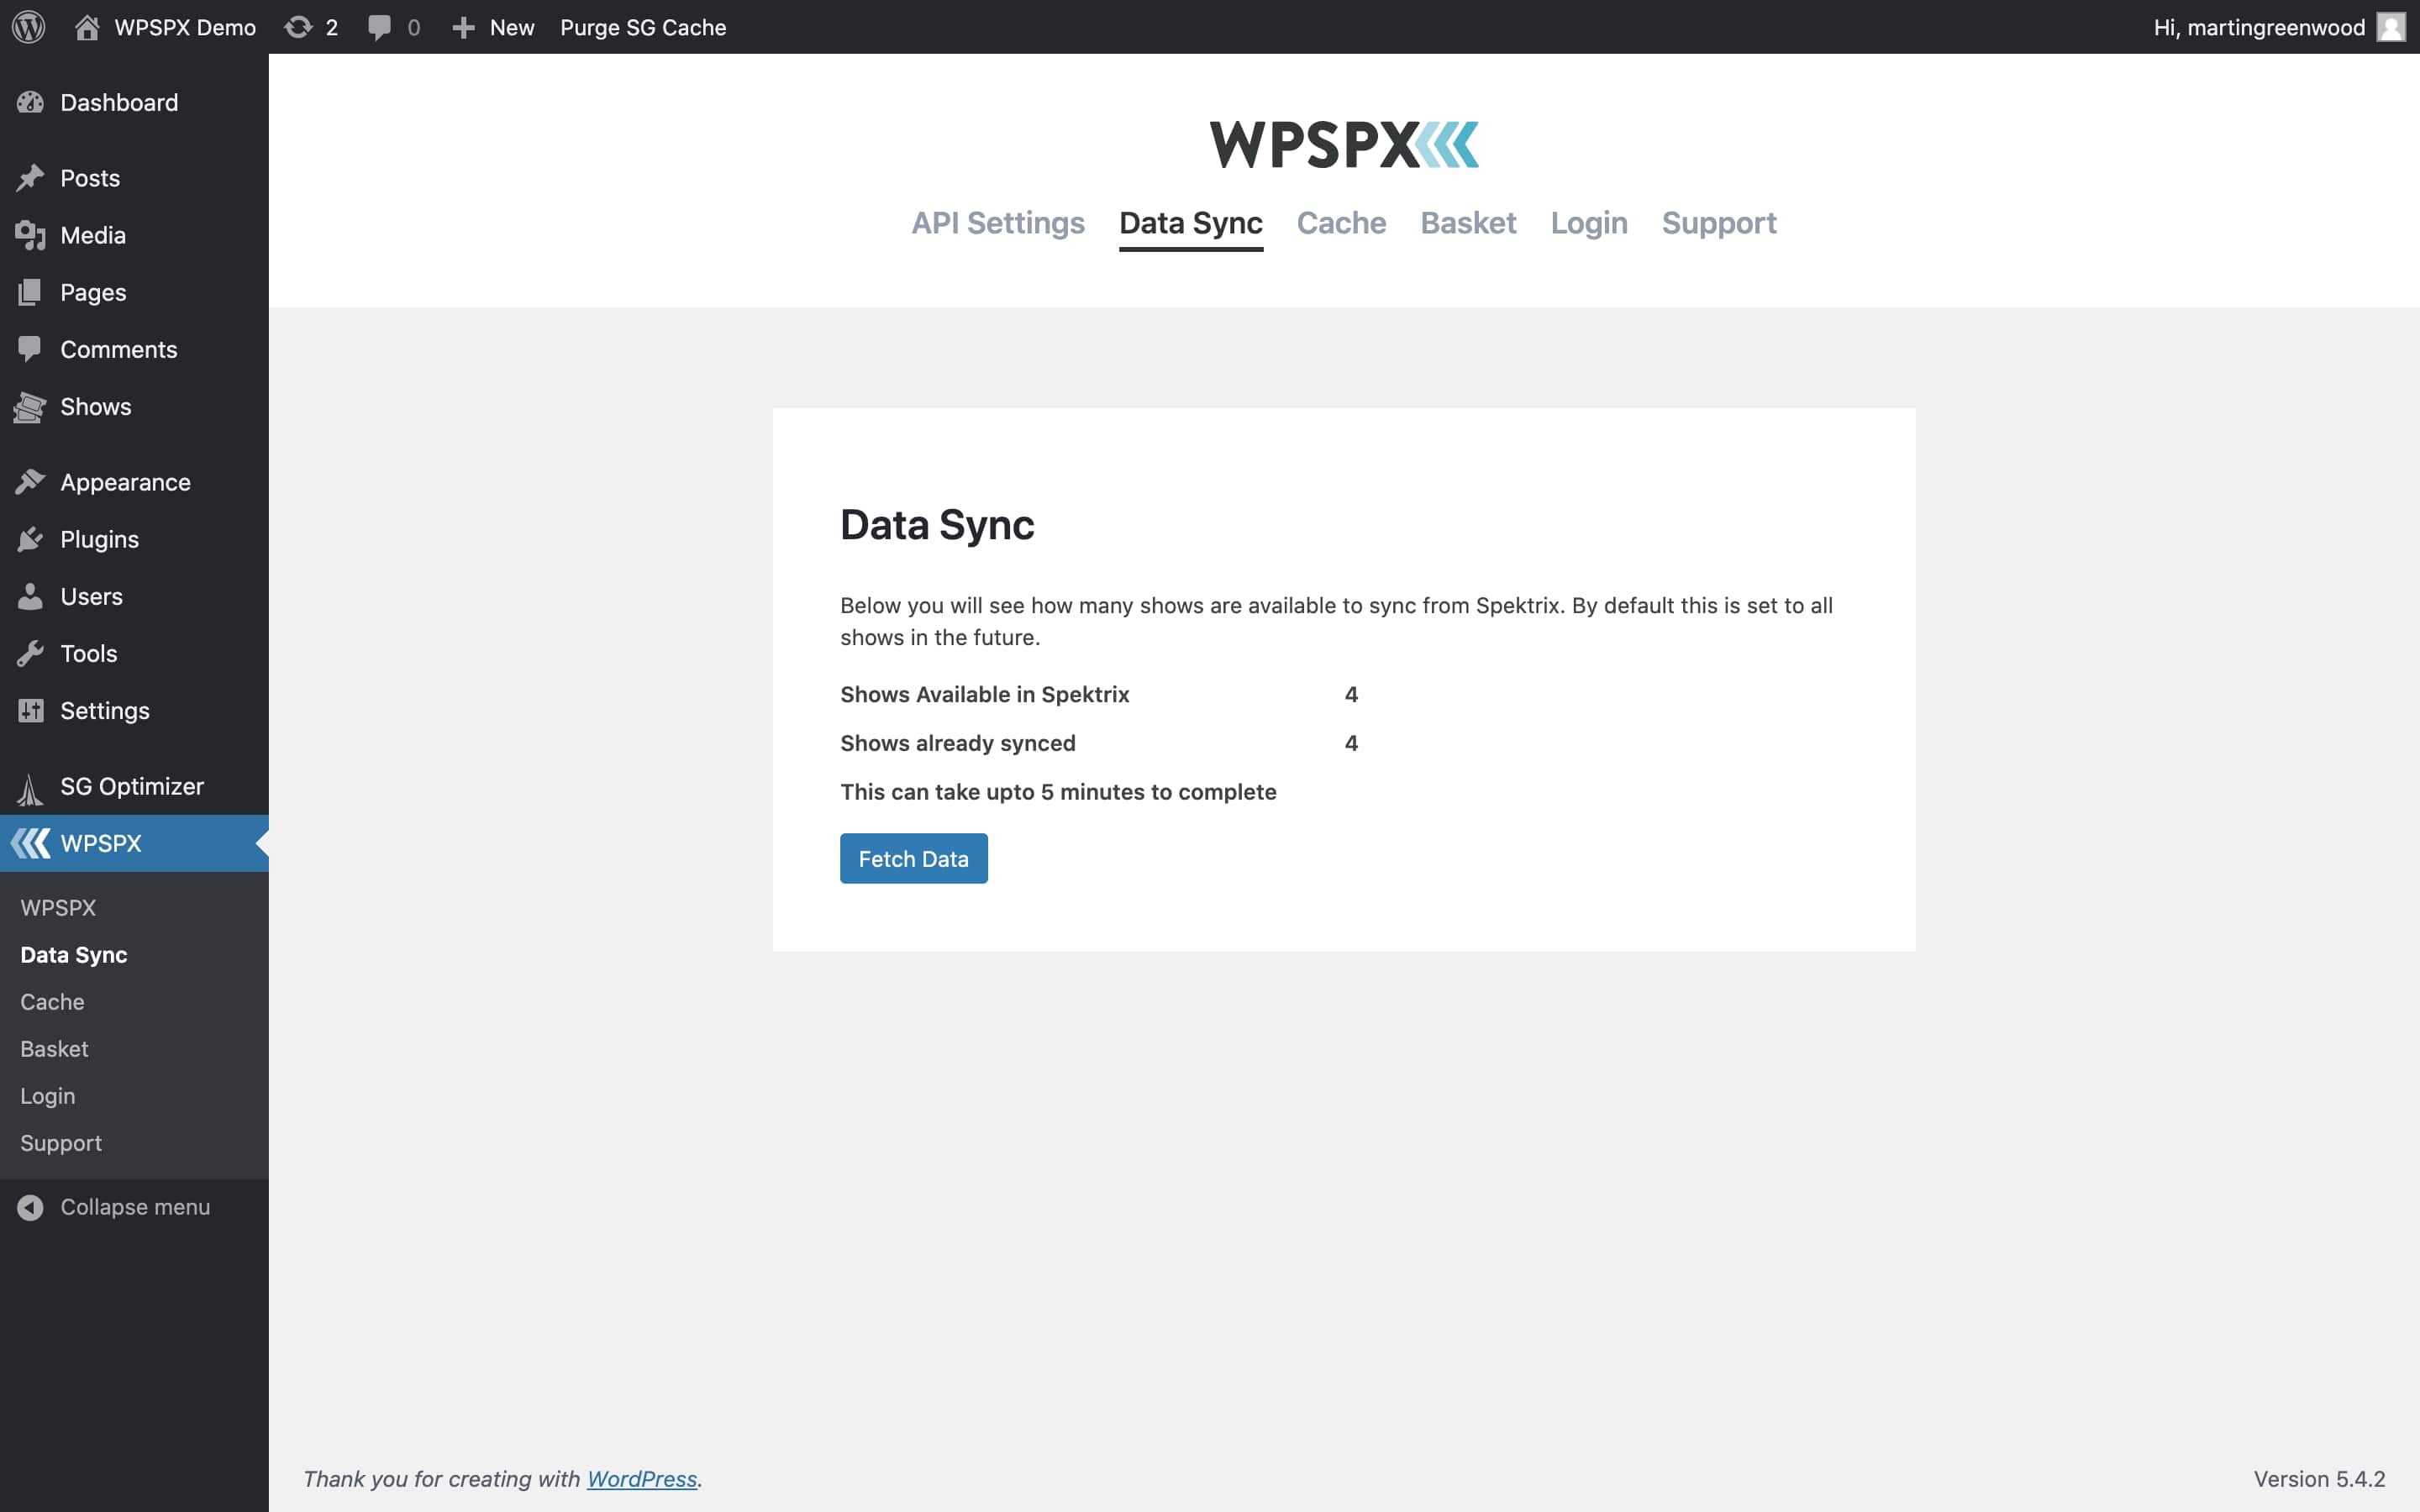 WPSPX Demo 2 0 New Purge SG Cache Hi, martingreenwood
Dashboard
Posts
Media
Pages
Comments
Shows
Appearance
Plugins
Users
Tools
Settings
SG Optimizer
WPSPX
WPSPX
Data Sync
Cache
Basket
Login
Support
Collapse menu
WPSPX
API Settings Data Sync Cache Basket Login Support
Data Sync
Below you will see how many shows are available to sync from Spektrix. By default this is set to all
shows in the future.
Shows Available in Spektrix 4
Shows already synced 4
This can take upto 5 minutes to complete
Fetch Data
Thank you for creating with WordPress. Version 5.4.2